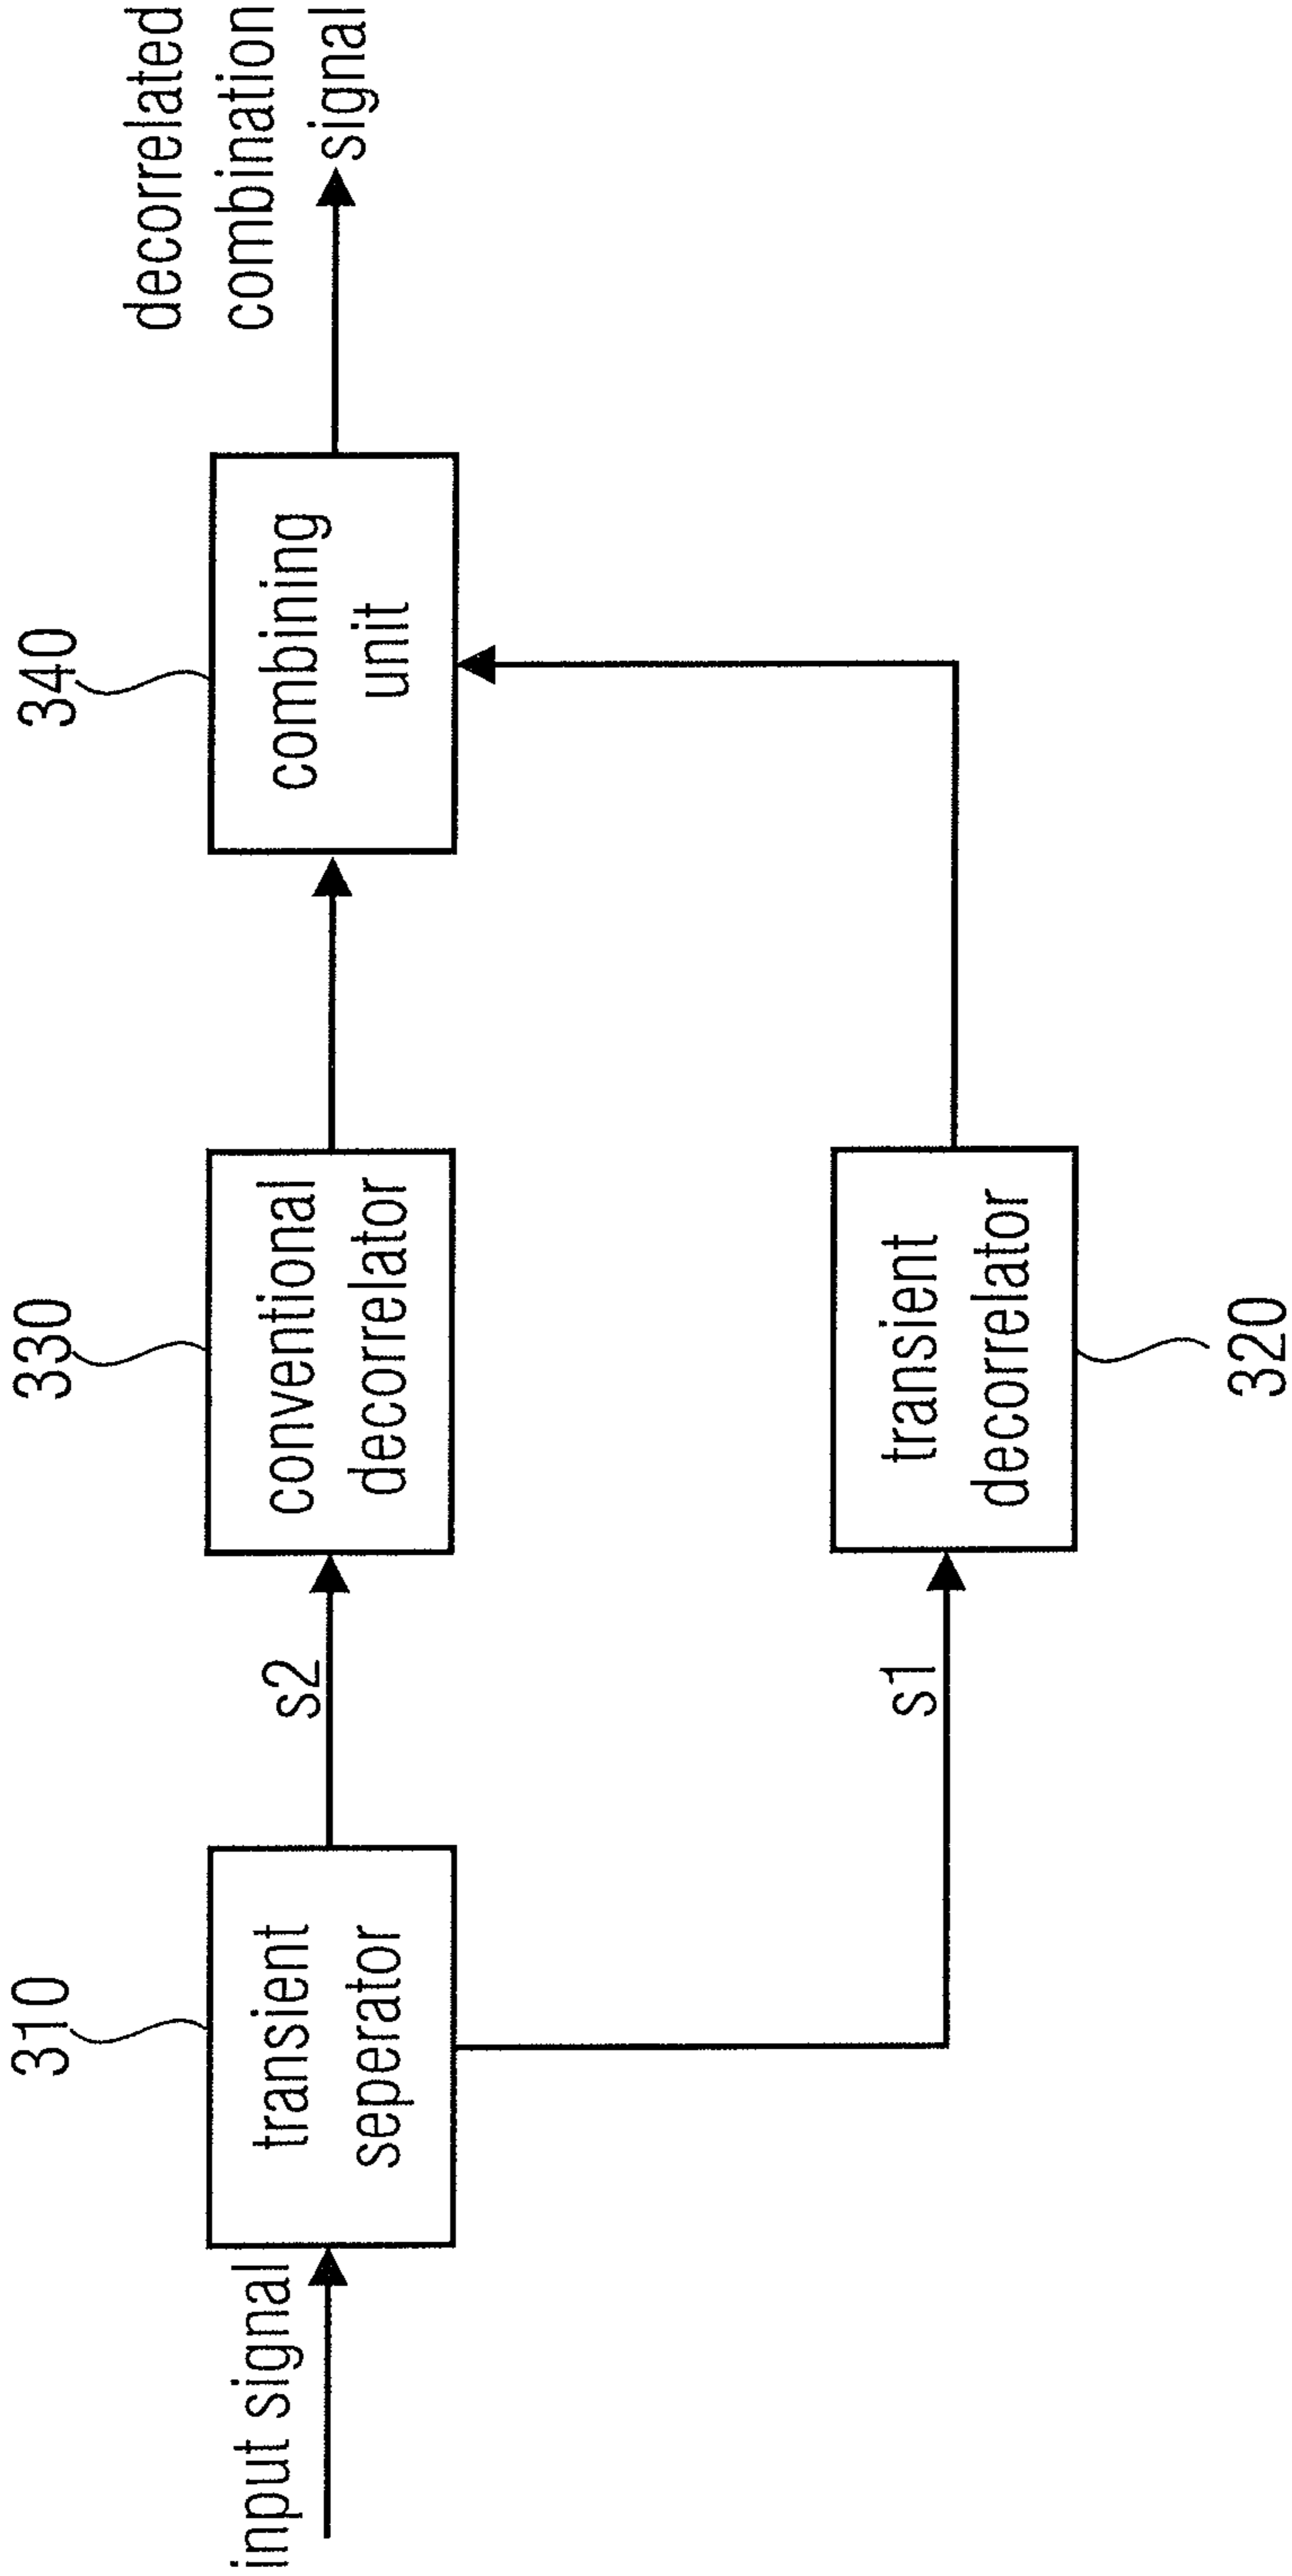 310
330
340
input signal
transient
seperator
s2
conventional
decorrelator
combining
unit
decorrelated
combination
signal
s1
transient
decorrelator
320